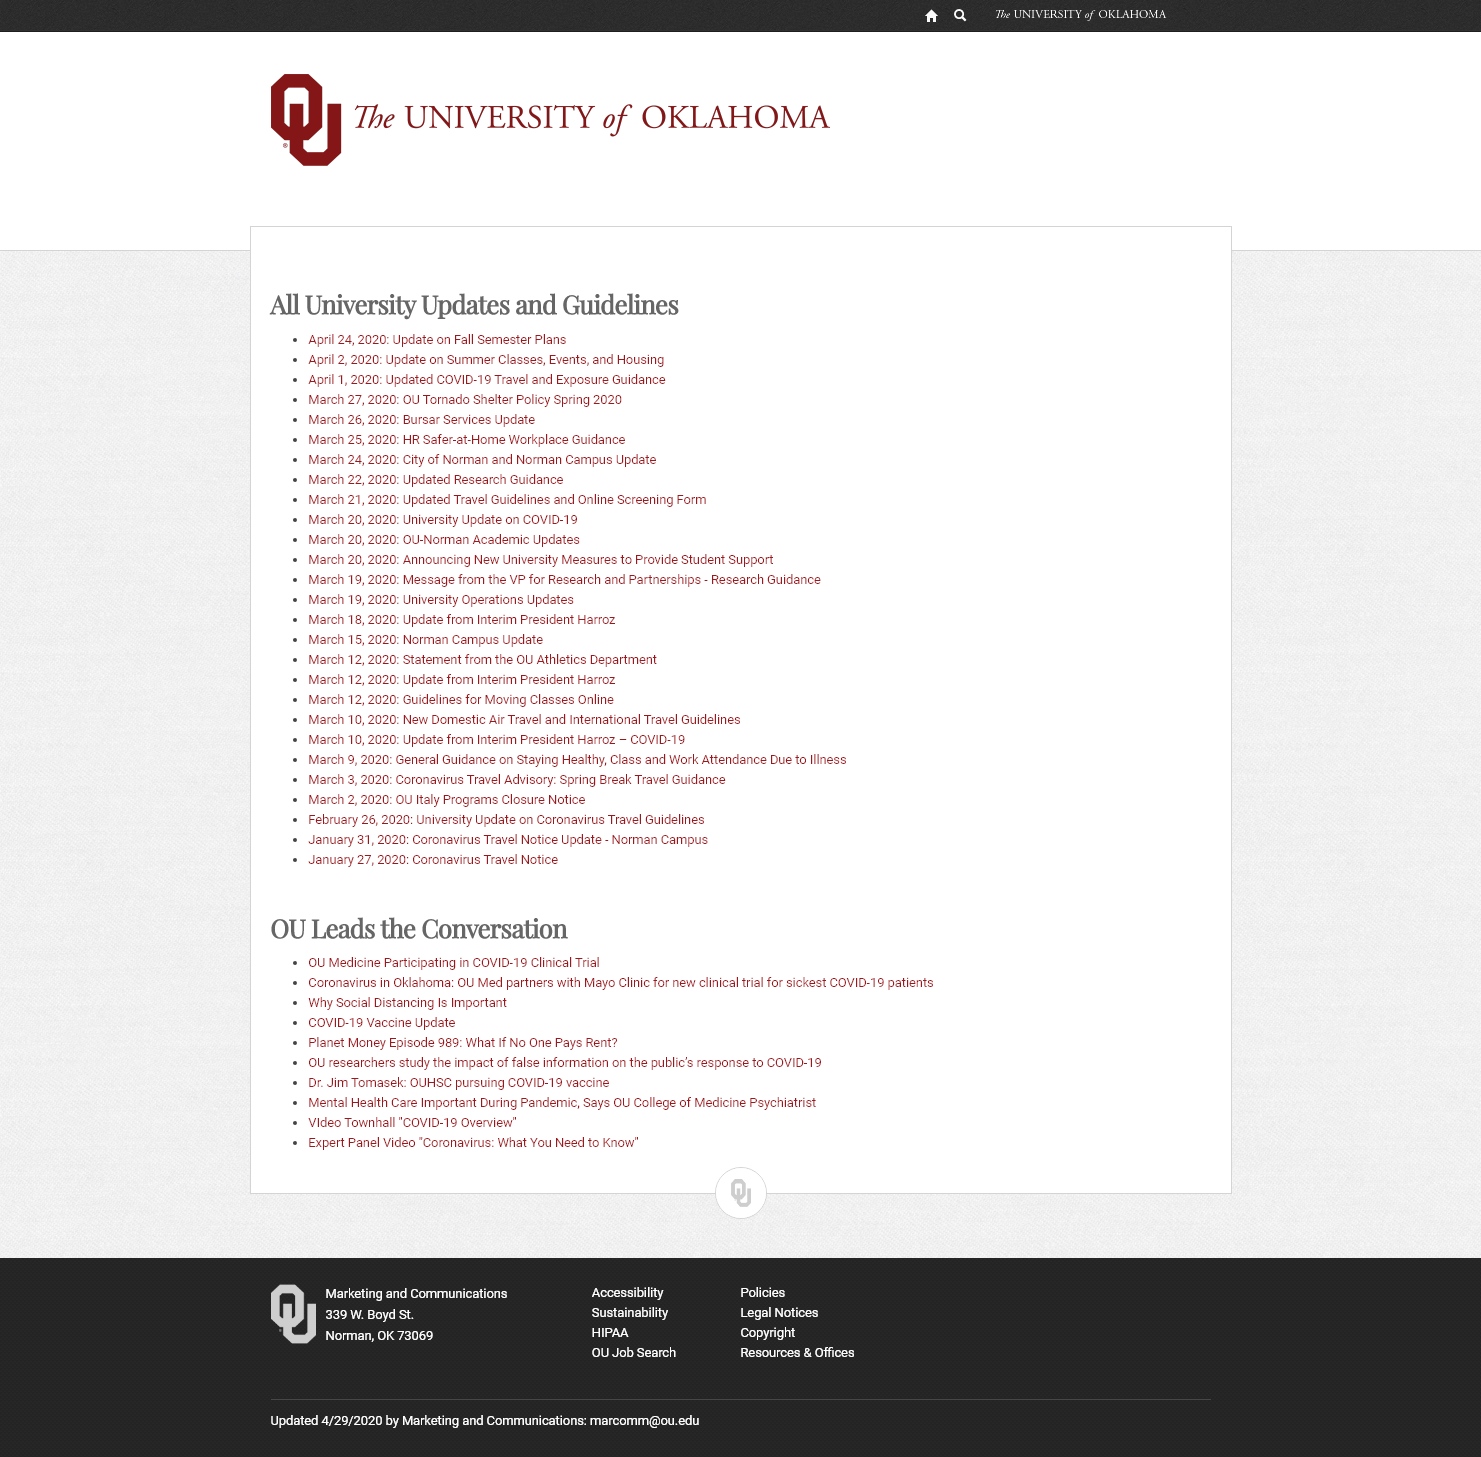 The UNIVERSITY of OKLAHOMA
OU The UNIVERSITY of OKLAHOMA
All University Updates and Guidelines
April 24, 2020: Update on Fall Semester Plans
April 2, 2020: Update on Summer Classes, Events, and Housing
April 1, 2020: Updated COVID-19 Travel and Exposure Guidance
March 27, 2020: OU Tornado Shelter Policy Spring 2020
March 26, 2020: Bursar Services Update
March 25, 2020: HR Safer-at-Home Workplace Guidance
March 24, 2020: City of Norman and Norman Campus Update
March 22, 2020: Updated Research Guidance
March 21, 2020: Updated Travel Guidelines and Online Screening Form
March 20, 2020: University Update on COVID-19
March 20, 2020: OU-Norman Academic Updates
March 20, 2020: Announcing New University Measures to Provide Student Support
March 19, 2020: Message from the VP for Research and Partnerships - Research Guidance
March 19, 2020: University Operations Updates
March 18, 2020: Update from Interim President Harroz
March 15, 2020: Norman Campus Update
March 12, 2020: Statement from the OU Athletics Department
March 12, 2020: Update from Interim President Harroz
March 12, 2020: Guidelines for Moving Classes Online
March 10, 2020: New Domestic Air Travel and International Travel Guidelines
March 10, 2020: Update from Interim President Harroz – COVID-19
March 9, 2020: General Guidance on Staying Healthy, Class and Work Attendance Due to Illness
March 3, 2020: Coronavirus Travel Advisory: Spring Break Travel Guidance
March 2, 2020: OU Italy Programs Closure Notice
February 26, 2020: University Update on Coronavirus Travel Guidelines
January 31, 2020: Coronavirus Travel Notice Update - Norman Campus
January 27, 2020: Coronavirus Travel Notice
OU Leads the Conversation
OU Medicine Participating in COVID-19 Clinical Trial
Coronavirus in Oklahoma: OU Med partners with Mayo Clinic for new clinical trial for sickest COVID-19 patients
Why Social Distancing Is Important
COVID-19 Vaccine Update
Planet Money Episode 989: What If No One Pays Rent?
OU researchers study the impact of false information on the public’s response to COVID-19
Dr. Jim Tomasek: OUHSC pursuing COVID-19 vaccine
Mental Health Care Important During Pandemic, Says OU College of Medicine Psychiatrist
VIdeo Townhall "COVID-19 Overview"
Expert Panel Video "Coronavirus: What You Need to Know"
OU
OU
Marketing and Communications
339 W. Boyd St.
Norman, OK 73069
Accessibility
Sustainability
HIPAA
OU Job Search
Policies
Legal Notices
Copyright
Resources & Offices
Updated 4/29/2020 by Marketing and Communications: marcomm@ou.edu